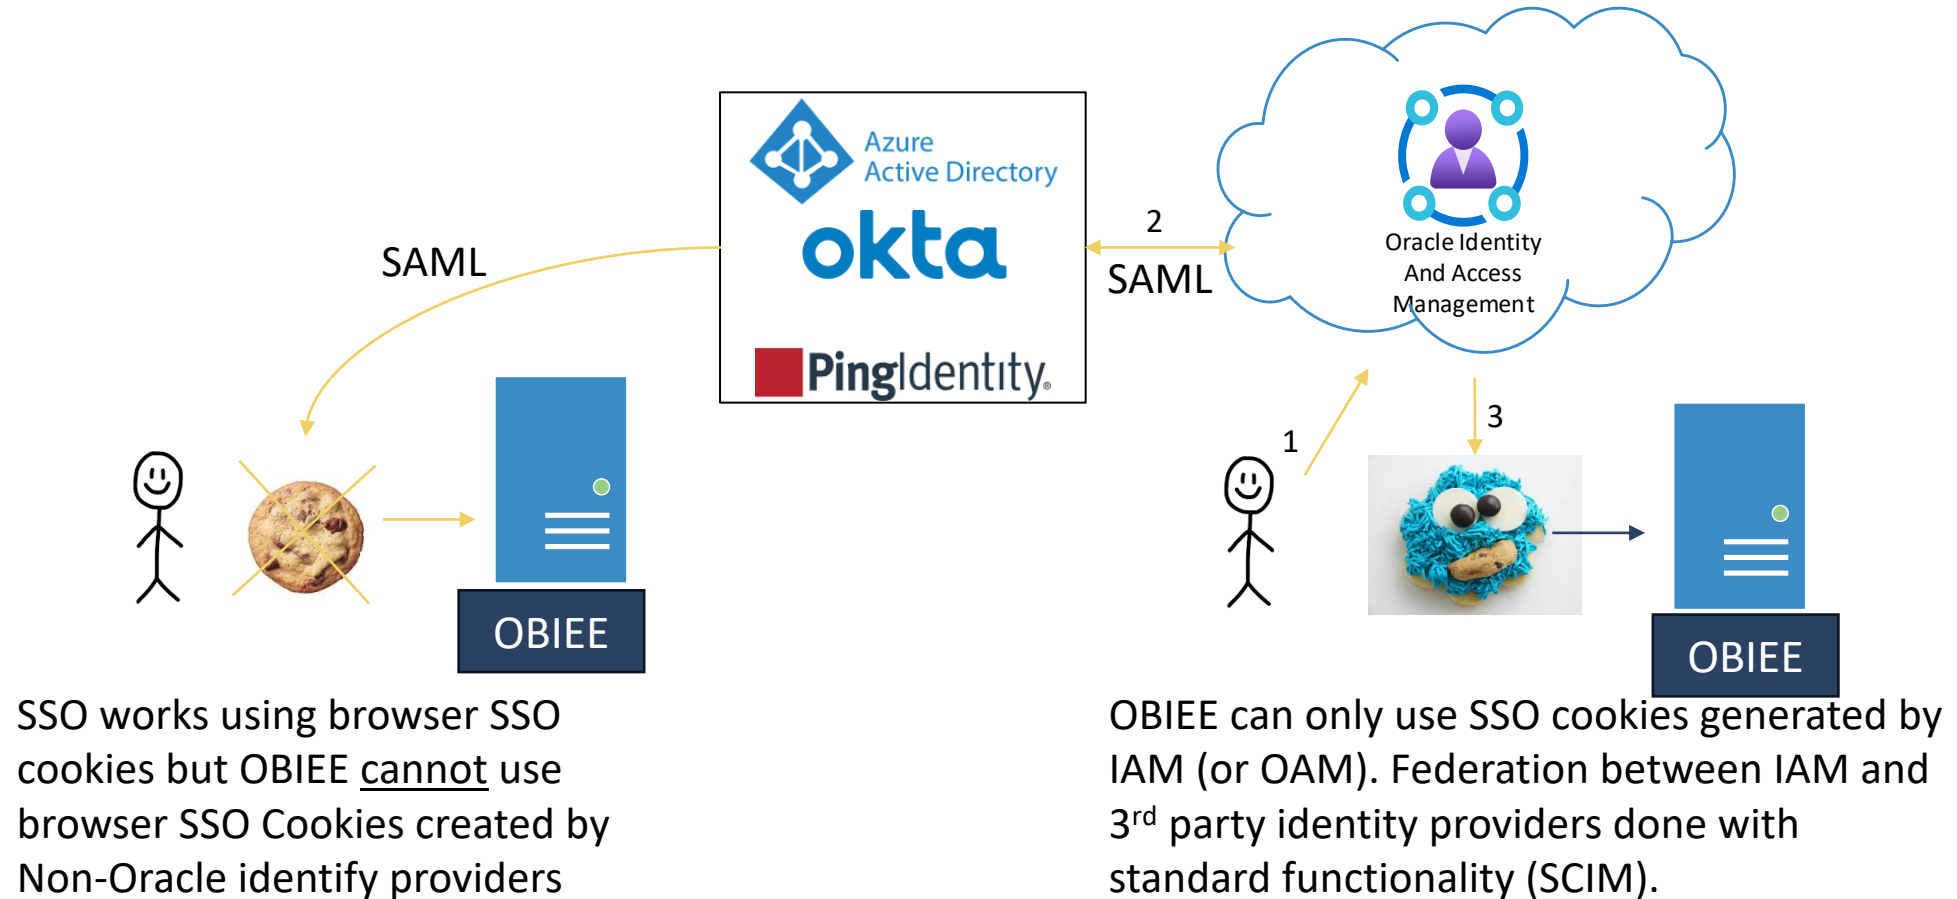 Azure
Active Directory
okta
PingIdentity®
SAML
2
SAML
Oracle Identity
And Access
Management
1
3
OBIEE
OBIEE
SSO works using browser SSO
cookies but OBIEE cannot use
browser SSO Cookies created by
Non-Oracle identify providers
OBIEE can only use SSO cookies generated by
IAM (or OAM). Federation between IAM and
3rd party identity providers done with
standard functionality (SCIM).